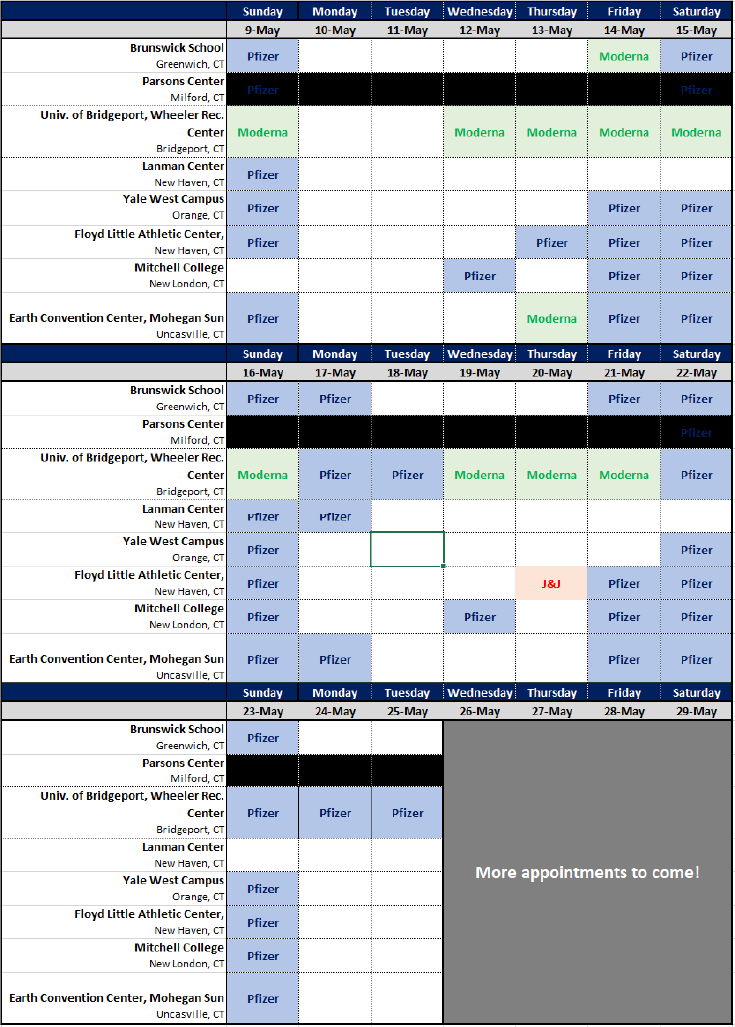 Sunday Monday Tuesday Wednesday Thursday Friday Saturday
9-May 10-May 11-May 12-May 13-May 14-May 15-May
Brunswick School
Greenwich, CT
Pfizer Moderna Pfizer
Parsons Center
Milford, CT
Pfizer Pfizer
Univ. of Bridgeport, Wheeler Rec.
Center
Bridgeport, CT
Moderna Moderna Moderna Moderna Moderna
Lanman Center
New Haven, CT
Pfizer
Yale West Campus
Orange, CT
Pfizer Pfizer Pfizer
Floyd Little Athletic Center,
New Haven, CT
Pfizer Pfizer Pfizer Pfizer
Mitchell College
New London, CT
Pfizer Pfizer Pfizer
Earth Convention Center, Mohegan Sun
Uncasville, CT
Pfizer Moderna Pfizer Pfizer
Sunday Monday Tuesday Wednesday Thursday Friday Saturday
16-May 17-May 18-May 19-May 20-May 21-May 22-May
Brunswick School
Greenwich, CT
Pfizer Pfizer Pfizer Pfizer
Parsons Center
Milford, CT
Pfizer
Univ. of Bridgeport, Wheeler Rec.
Center
Bridgeport, CT
Moderna Pfizer Pfizer Moderna Moderna Moderna Pfizer
Lanman Center
New Haven, CT
Pfizer Pfizer
Yale West Campus
Orange, CT
Pfizer Pfizer
Floyd Little Athletic Center,
New Haven, CT
Pfizer J&J Pfizer Pfizer
Mitchell College
New London, CT
Pfizer Pfizer Pfizer Pfizer
Earth Convention Center, Mohegan Sun
Uncasville, CT
Pfizer Pfizer Pfizer Pfizer
Sunday Monday Tuesday Wednesday Thursday Friday Saturday
23-May 24-May 25-May 26-May 27-May 28-May 29-May
Brunswick School
Greenwich, CT
Pfizer
Parsons Center
Milford, CT
Univ. of Bridgeport, Wheeler Rec.
Center
Bridgeport, CT
Pfizer Pfizer Pfizer
Lanman Center
New Haven, CT
Yale West Campus
Orange, CT
Pfizer
Floyd Little Athletic Center,
New Haven, CT
Pfizer
Mitchell College
New London, CT
Pfizer
Earth Convention Center, Mohegan Sun
Uncasville, CT
Pfizer
More appointments to come!